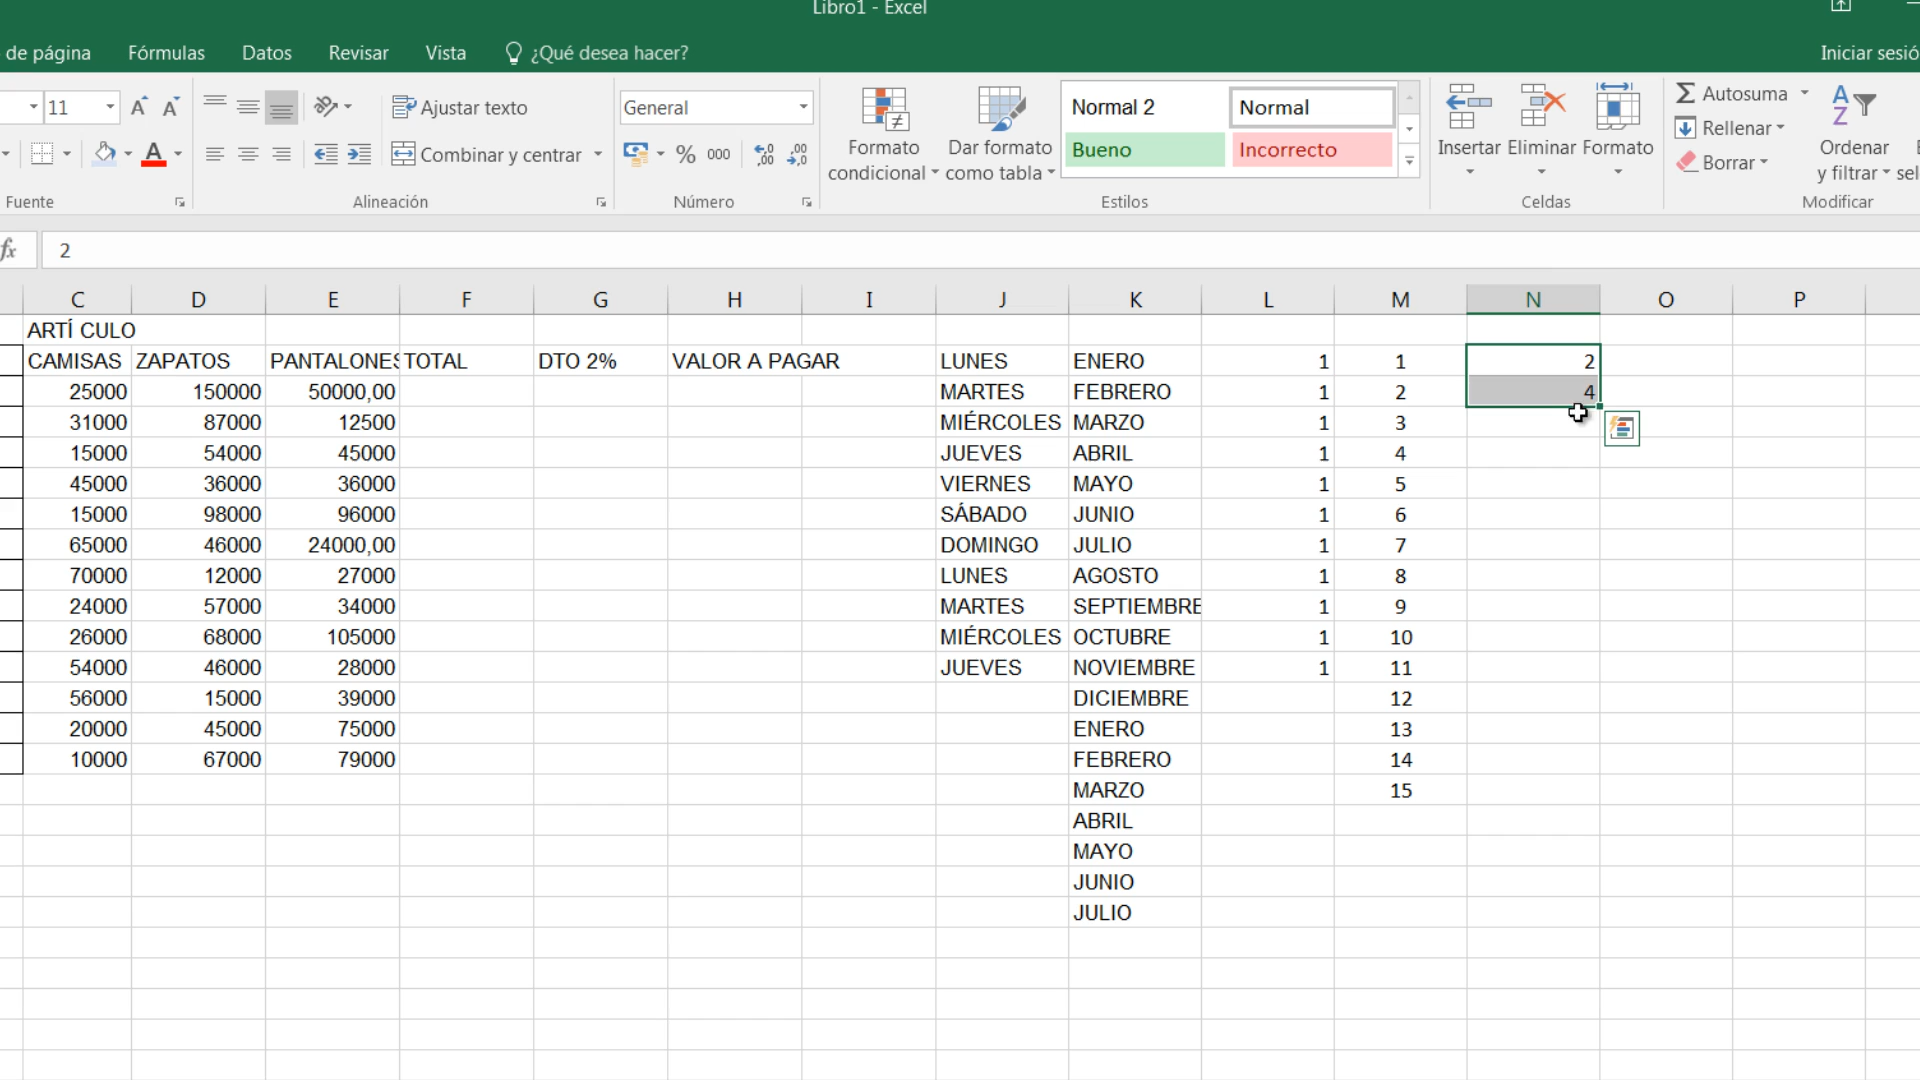 Libro1 - Excel
de página Fórmulas Datos Revisar Vista ¿Qué desea hacer? Iniciar sesió
11 Ajustar texto General Normal 2 Normal Autosuma
Bueno Incorrecto Rellenar
Combinar y centrar % 000 Formato condicional Dar formato como tabla Insertar Eliminar Formato Borrar Ordenar y filtrar
Fuente Alineación Número Estilos Celdas Modificar
fx 2
C D E F G H I J K L M N O P
ARTÍ CULO
CAMISAS ZAPATOS PANTALONES TOTAL DTO 2% VALOR A PAGAR LUNES ENERO 1 1 2
25000 150000 50000,00 MARTES FEBRERO 1 2 4
31000 87000 12500 MIÉRCOLES MARZO 1 3
15000 54000 45000 JUEVES ABRIL 1 4
45000 36000 36000 VIERNES MAYO 1 5
15000 98000 96000 SÁBADO JUNIO 1 6
65000 46000 24000,00 DOMINGO JULIO 1 7
70000 12000 27000 LUNES AGOSTO 1 8
24000 57000 34000 MARTES SEPTIEMBRE 1 9
26000 68000 105000 MIÉRCOLES OCTUBRE 1 10
54000 46000 28000 JUEVES NOVIEMBRE 1 11
56000 15000 39000 DICIEMBRE 12
20000 45000 75000 ENERO 13
10000 67000 79000 FEBRERO 14
MARZO 15
ABRIL
MAYO
JUNIO
JULIO